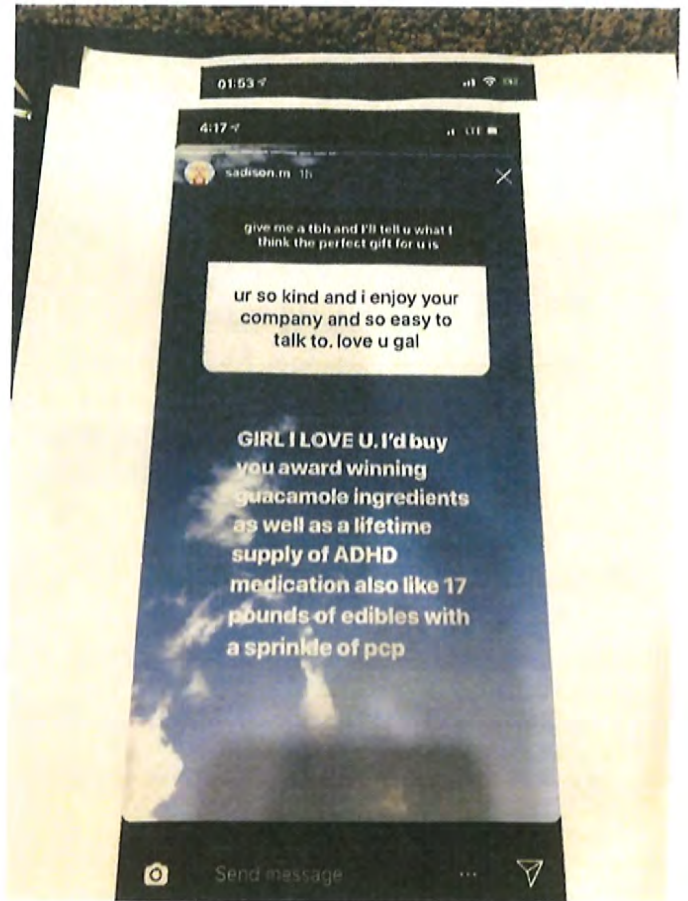 01:53
4:17
LTE
sadison.m 1h
give me a tbh and I'll tell u what I
think the perfect gift for u is
ur so kind and i enjoy your
company and so easy to
talk to. love u gal
GIRL I LOVE U. I'd buy
you award winning
guacamole ingredients
as well as a lifetime
supply of ADHD
medication also like 17
pounds of edibles with
a sprinkle of pcp
Send message